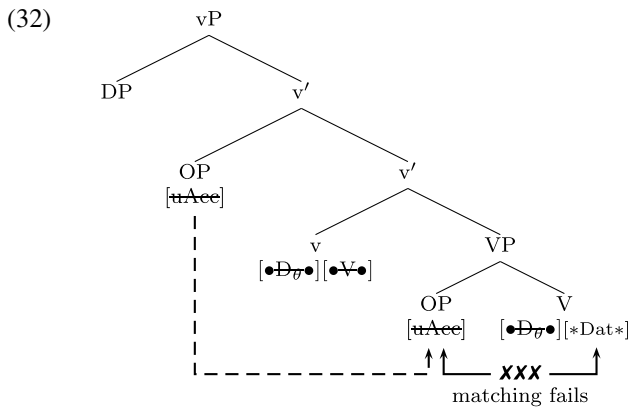 (32)
vP
DP v′
OP v′
[uAcc]
v VP
[●D_θ●][●V●]
OP V
[uAcc] [●D_θ●][∗Dat∗]
✗✗✗
matching fails